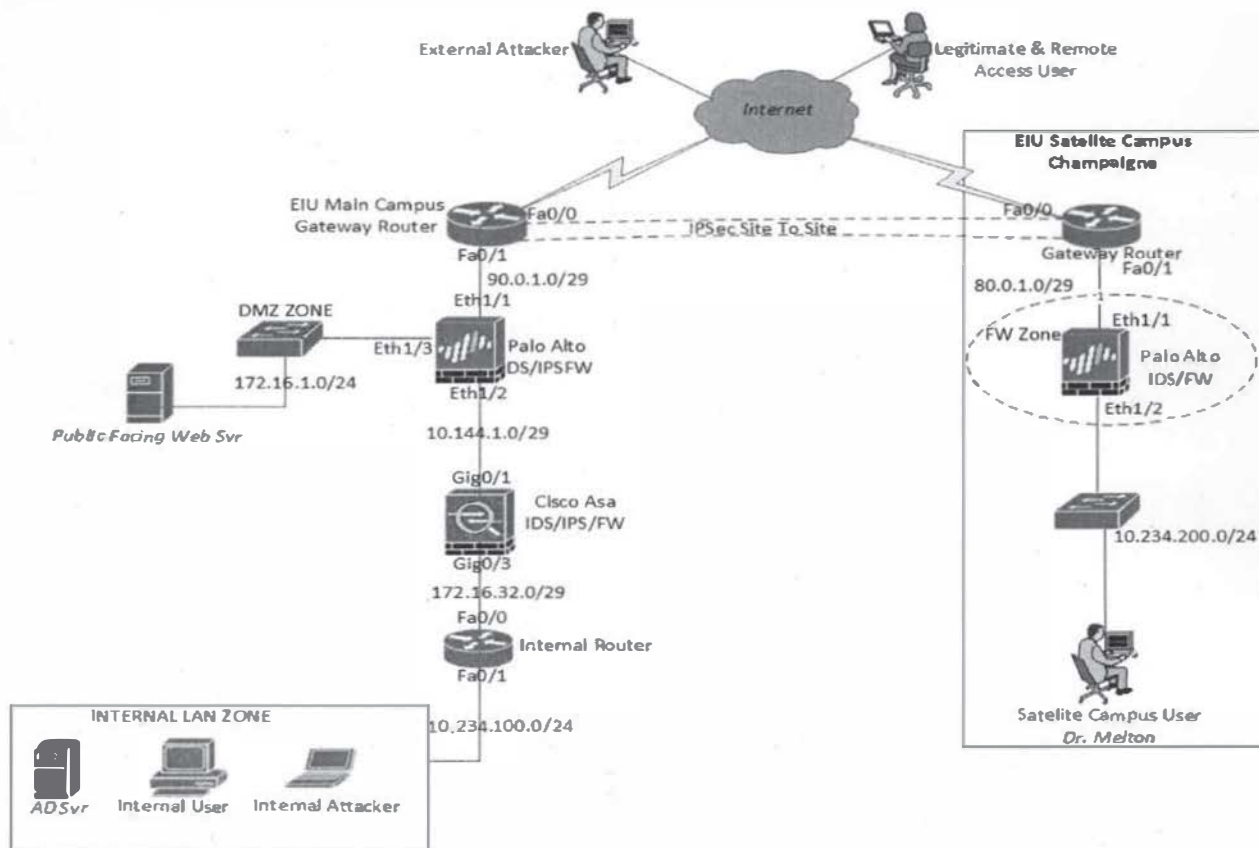 External Attacker
Legitimate & Remote
Access User
Internet
EIU Satelite Campus
Champaigne
EIU Main Campus
Gateway Router
Fa0/0
IPSec Site To Site
Fa0/0
Gateway Router
Fa0/1
Fa0/1
90.0.1.0/29
80.0.1.0/29
Eth1/1
DMZ ZONE
Eth1/3
Palo Alto
DS/IPSFW
Eth1/2
172.16.1.0/24
Public Facing Web Svr
FW Zone
Eth1/1
Palo Alto
IDS/FW
Eth1/2
10.144.1.0/29
Gig0/1
Cisco Asa
IDS/IPS/FW
Gig0/3
172.16.32.0/29
Fa0/0
Internal Router
Fa0/1
10.234.200.0/24
INTERNAL LAN ZONE
10.234.100.0/24
ADSvr
Internal User
Internal Attacker
Satelite Campus User
Dr. Melton